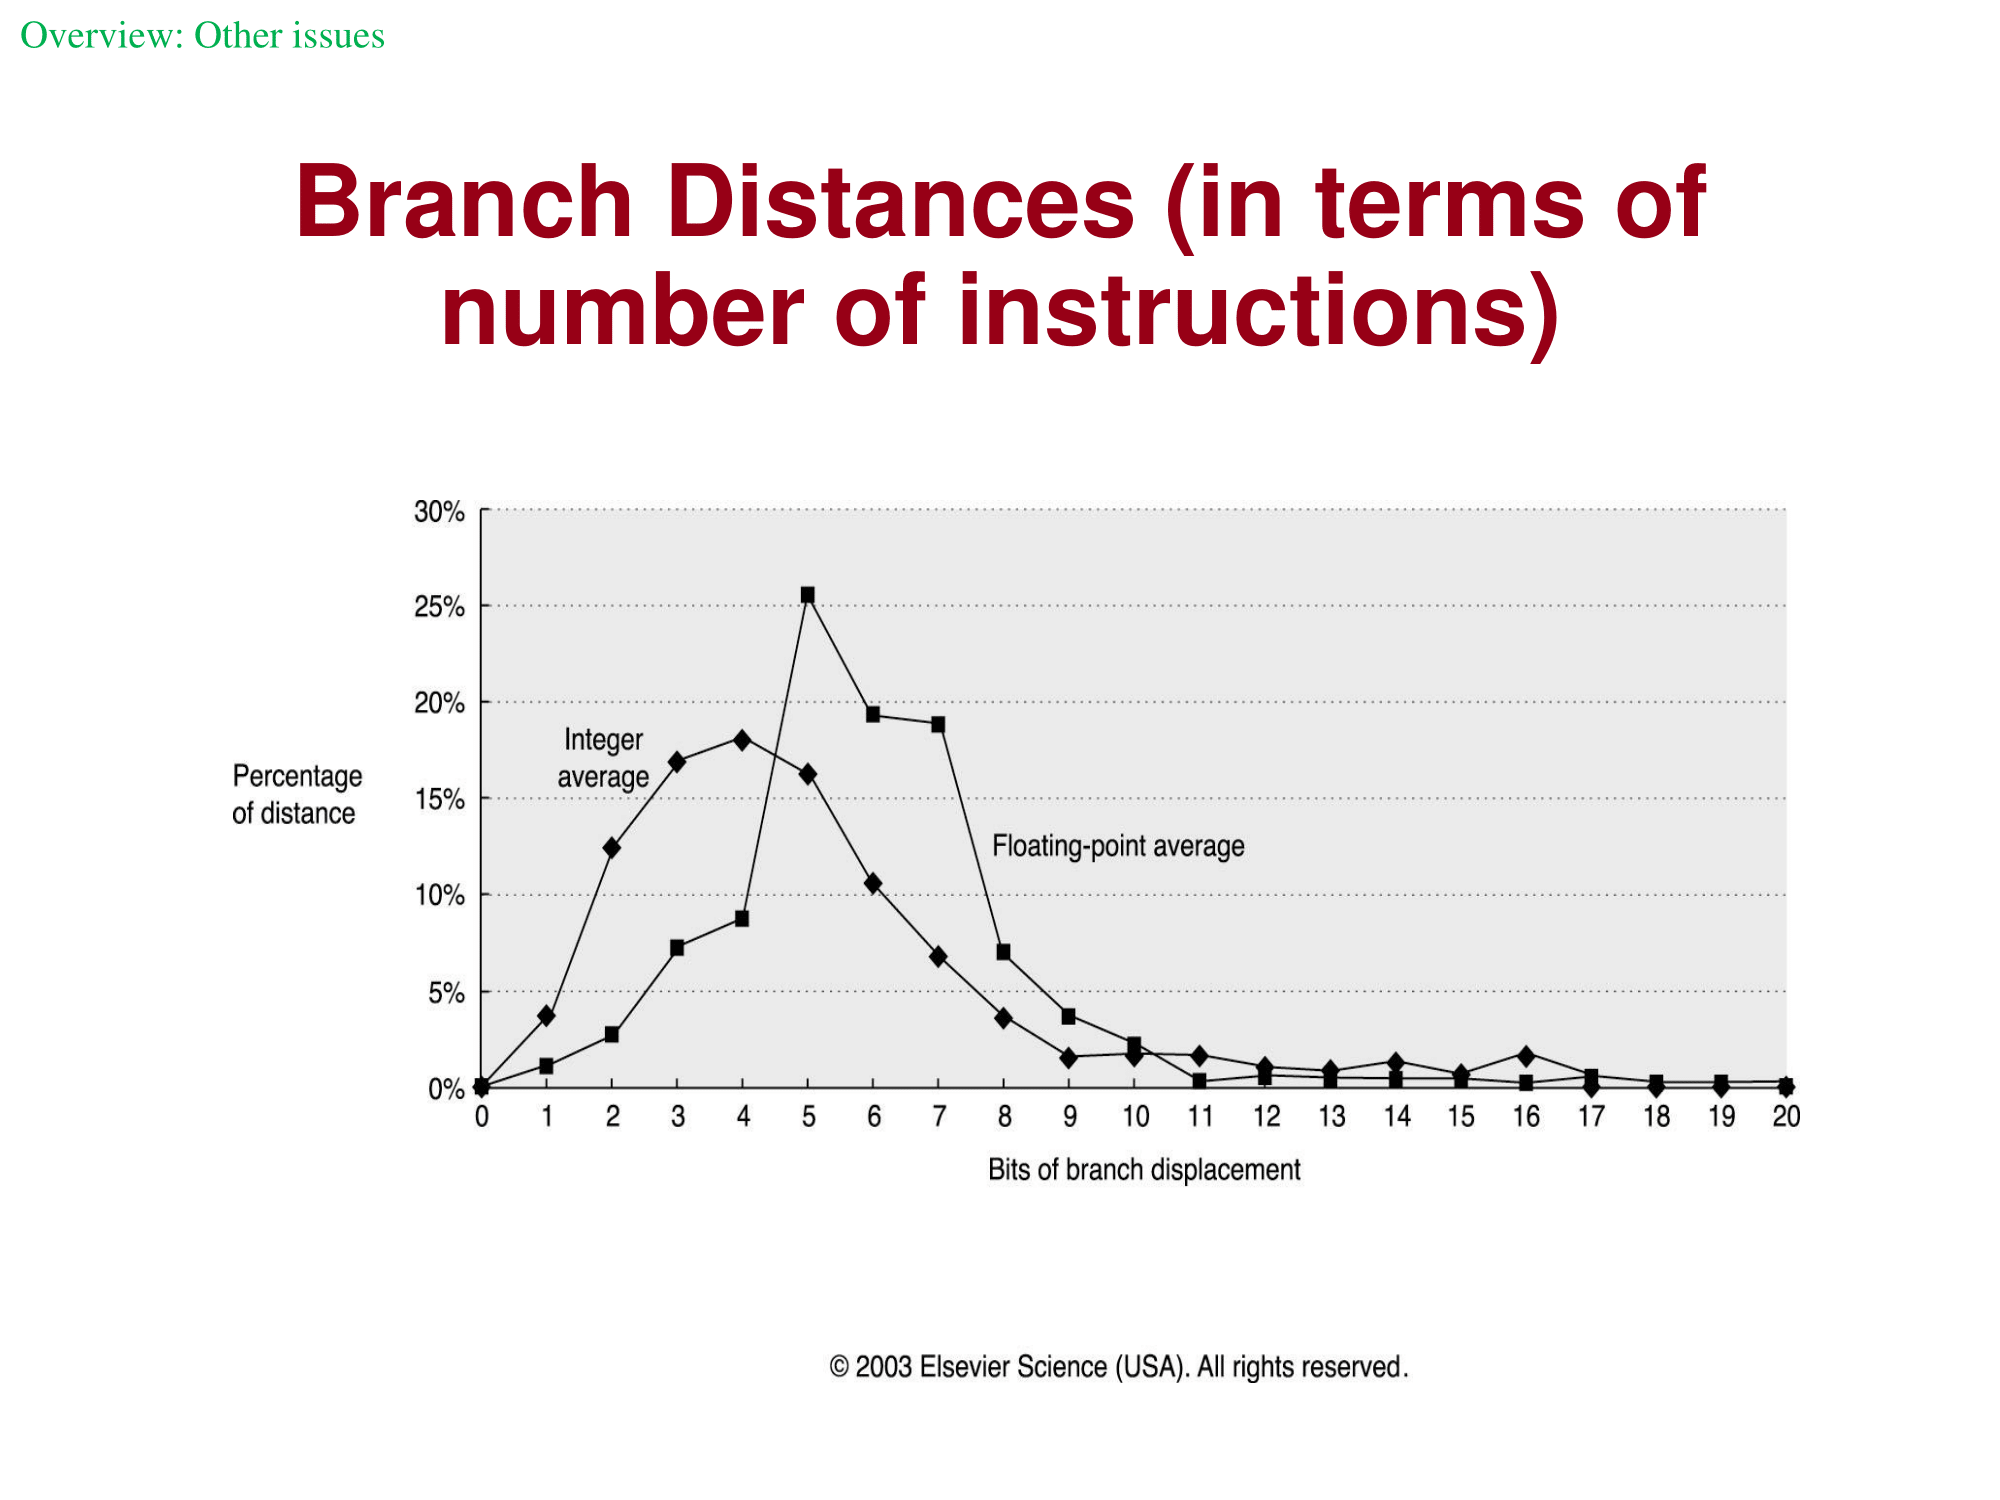 Overview: Other issues
Branch Distances (in terms of
number of instructions)
30%
25%
20%
15%
10%
5%
0%
Percentage
of distance
Integer
average
Floating-point average
0 1 2 3 4 5 6 7 8 9 10 11 12 13 14 15 16 17 18 19 20
Bits of branch displacement
© 2003 Elsevier Science (USA). All rights reserved.